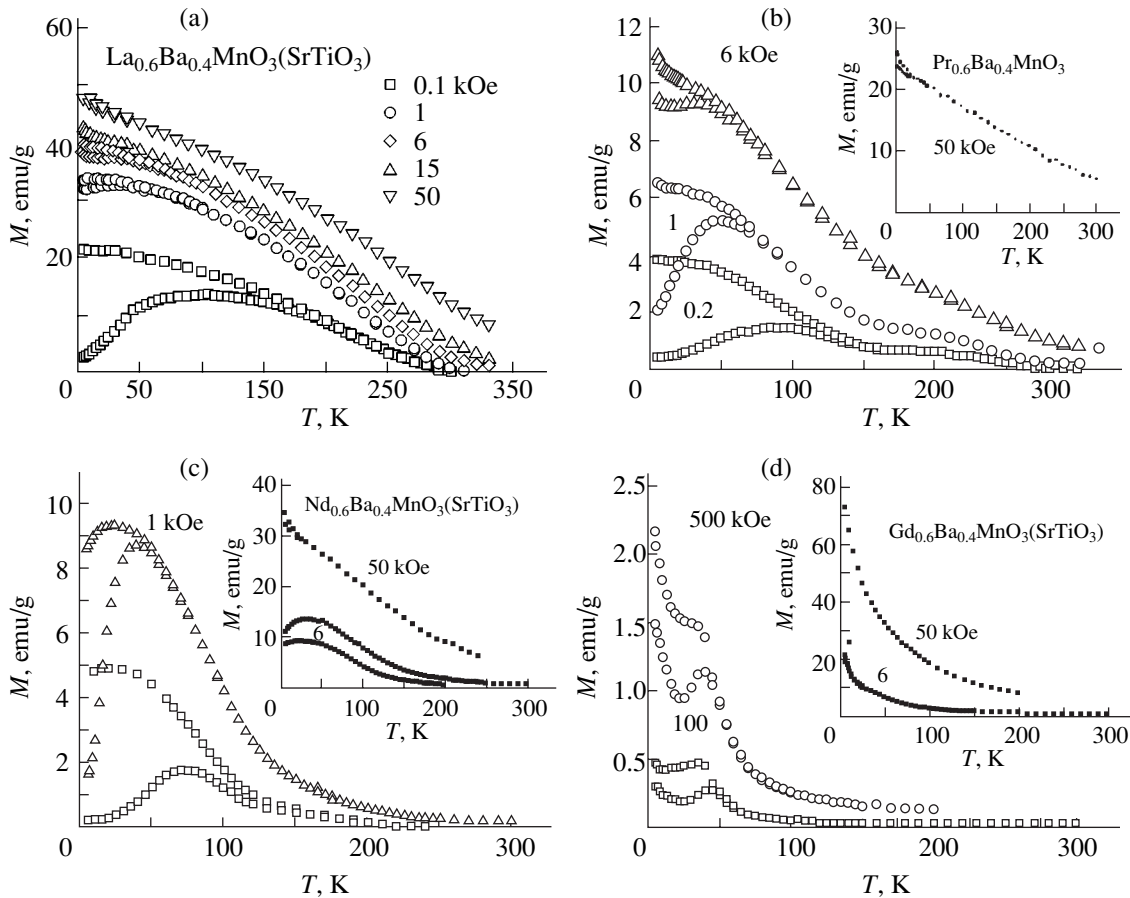 (a)
60
La0.6Ba0.4MnO3(SrTiO3)
0.1 kOe
1
6
15
50
40
20
M, emu/g
0 50 150 250 350
T, K
(b)
12
6 kOe
10
8
6
4
2
1
0.2
M, emu/g
0 100 200 300
T, K
30
Pr0.6Ba0.4MnO3
20
50 kOe
10
M, emu/g
0 100 200 300
T, K
(c)
10
1 kOe
8
6
4
2
M, emu/g
0 100 200 300
T, K
40
Nd0.6Ba0.4MnO3(SrTiO3)
30
50 kOe
20
6
10
M, emu/g
0 100 200 300
T, K
(d)
2.5
500 kOe
2.0
1.5
1.0
100
0.5
M, emu/g
0 100 200 300
T, K
80
Gd0.6Ba0.4MnO3(SrTiO3)
60
50 kOe
40
20
6
M, emu/g
0 100 200 300
T, K